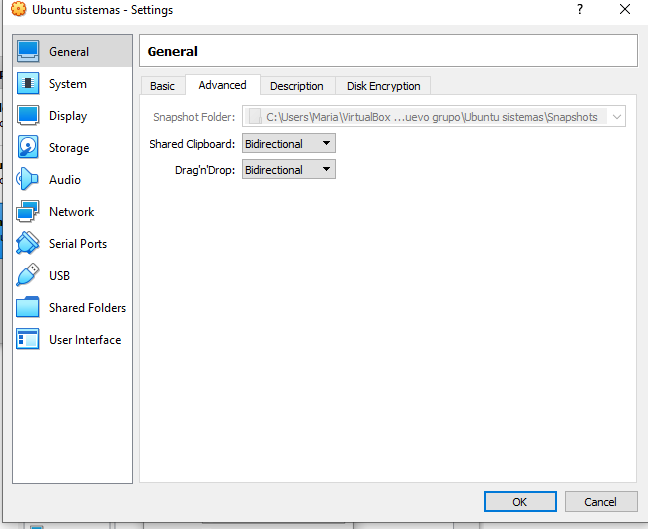 Ubuntu sistemas - Settings
General
System
Display
Storage
Audio
Network
Serial Ports
USB
Shared Folders
User Interface
General
Basic Advanced Description Disk Encryption
Snapshot Folder: C:\Users\Maria\VirtualBox ...uevo grupo\Ubuntu sistemas\Snapshots
Shared Clipboard: Bidirectional
Drag'n'Drop: Bidirectional
OK Cancel